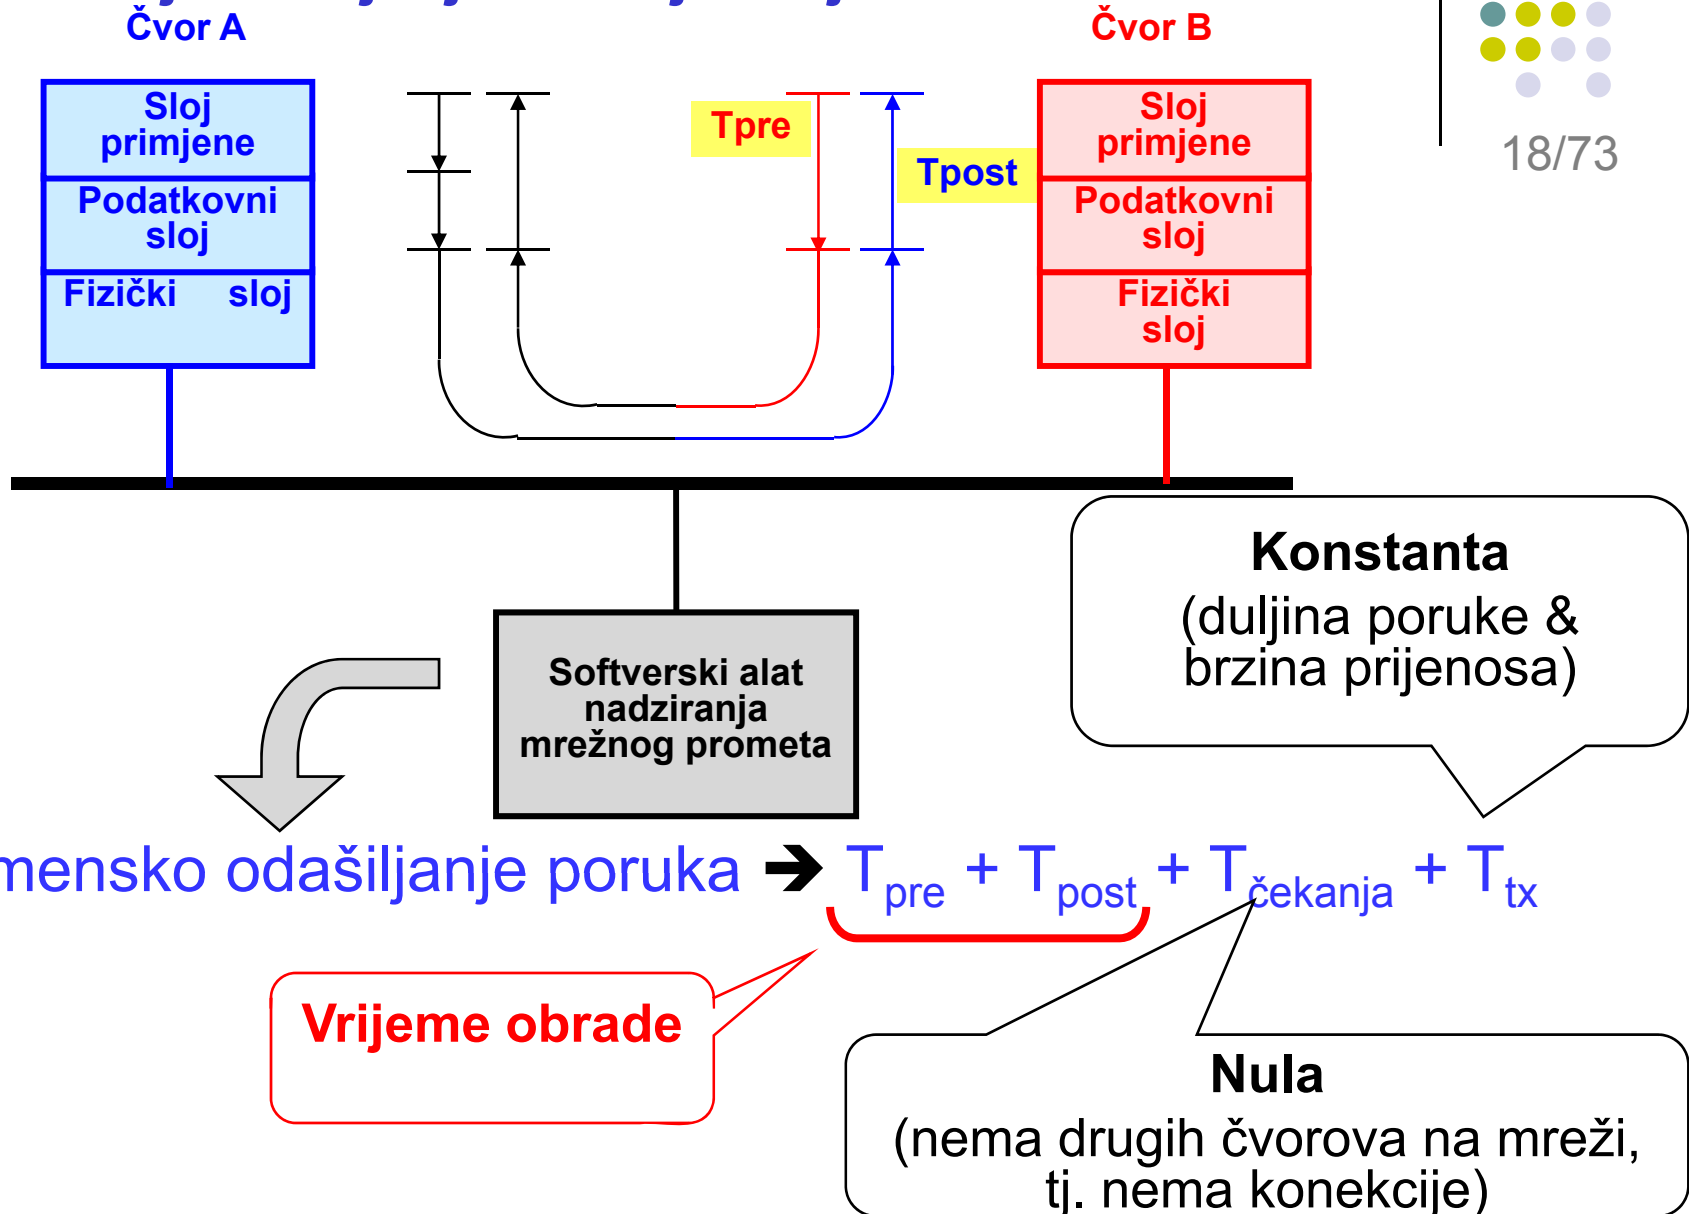 Čvor A
Čvor B
Sloj
primjene
Podatkovni
sloj
Fizički sloj
Tpre
Tpost
Sloj
primjene
Podatkovni
sloj
Fizički
sloj
18/73
Konstanta
(duljina poruke &
brzina prijenosa)
Softverski alat
nadziranja
mrežnog prometa
mensko odašiljanje poruka ➔ Tpre + Tpost + Tčekanja + Ttx
Vrijeme obrade
Nula
(nema drugih čvorova na mreži,
tj. nema konekcije)